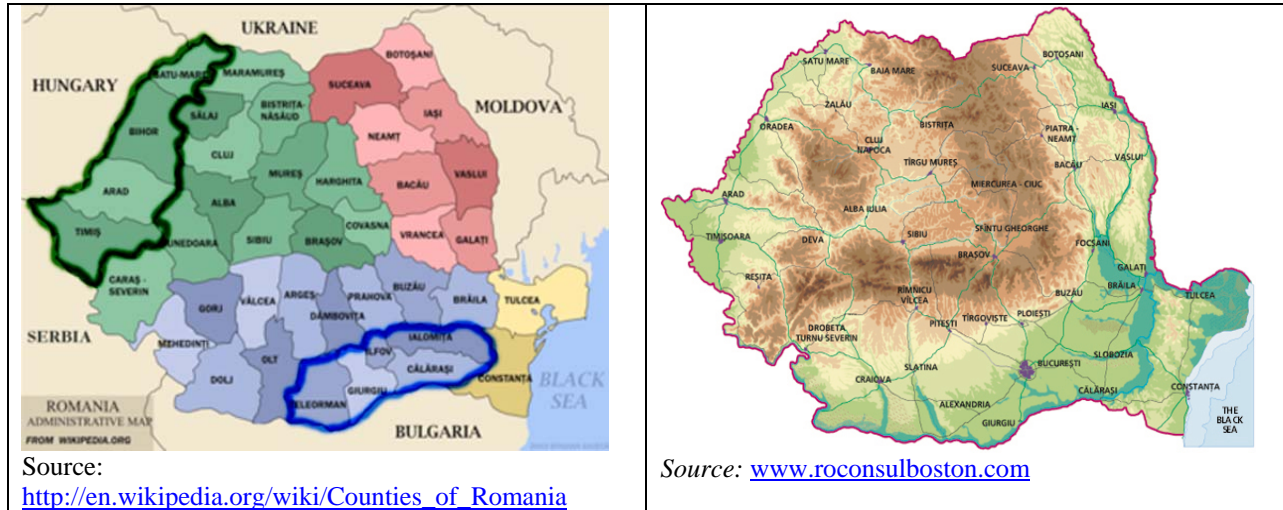 UKRAINE
HUNGARY
MOLDOVA
SERBIA
BULGARIA
BLACK
SEA
SATU-MARE
MARAMUREȘ
BOTOȘANI
SUCEAVA
SĂLAJ
BISTRIȚA-
NĂSĂUD
IAȘI
BIHOR
NEAMȚ
CLUJ
MUREȘ
HARGHITA
BACĂU
VASLUI
ARAD
ALBA
TIMIȘ
UNEDOARA
SIBIU
BRAȘOV
COVASNA
VRANCEA
GALAȚI
CARAȘ -
SEVERIN
GORJ
VÂLCEA
ARGEȘ
PRAHOVA
BUZĂU
BRĂILA
TULCEA
DÂMBOVIȚA
MEHEDINȚI
OLT
IALOMIȚA
ILFOV
CĂLĂRAȘI
CONSTANȚA
DOLJ
ELEORMAN
GIURGIU
ROMANIA
ADMINISTRATIVE MAP
FROM WIKIPEDIA.ORG
Source:
http://en.wikipedia.org/wiki/Counties_of_Romania
SATU MARE
BAIA MARE
SUCEAVA
BOTOȘANI
ZALĂU
IAȘI
ORADEA
BISTRIȚA
CLUJ
NAPOCA
PIATRA -
NEAMȚ
TÎRGU MUREȘ
BACĂU
VASLUI
MIERCUREA - CIUC
ARAD
ALBA IULIA
TIMIȘOARA
DEVA
SIBIU
SFÎNTU GHEORGHE
BRAȘOV
FOCȘANI
GALAȚI
REȘIȚA
RÎMNICU
VÎLCEA
BUZĂU
BRĂILA
TULCEA
TÎRGOVIȘTE
PLOIEȘTI
PITEȘTI
DROBETA
TURNU SEVERIN
SLOBOZIA
SLATINA
BUCUREȘTI
CRAIOVA
CĂLĂRAȘI
CONSTANȚA
ALEXANDRIA
GIURGIU
THE
BLACK
SEA
Source: www.roconsulboston.com